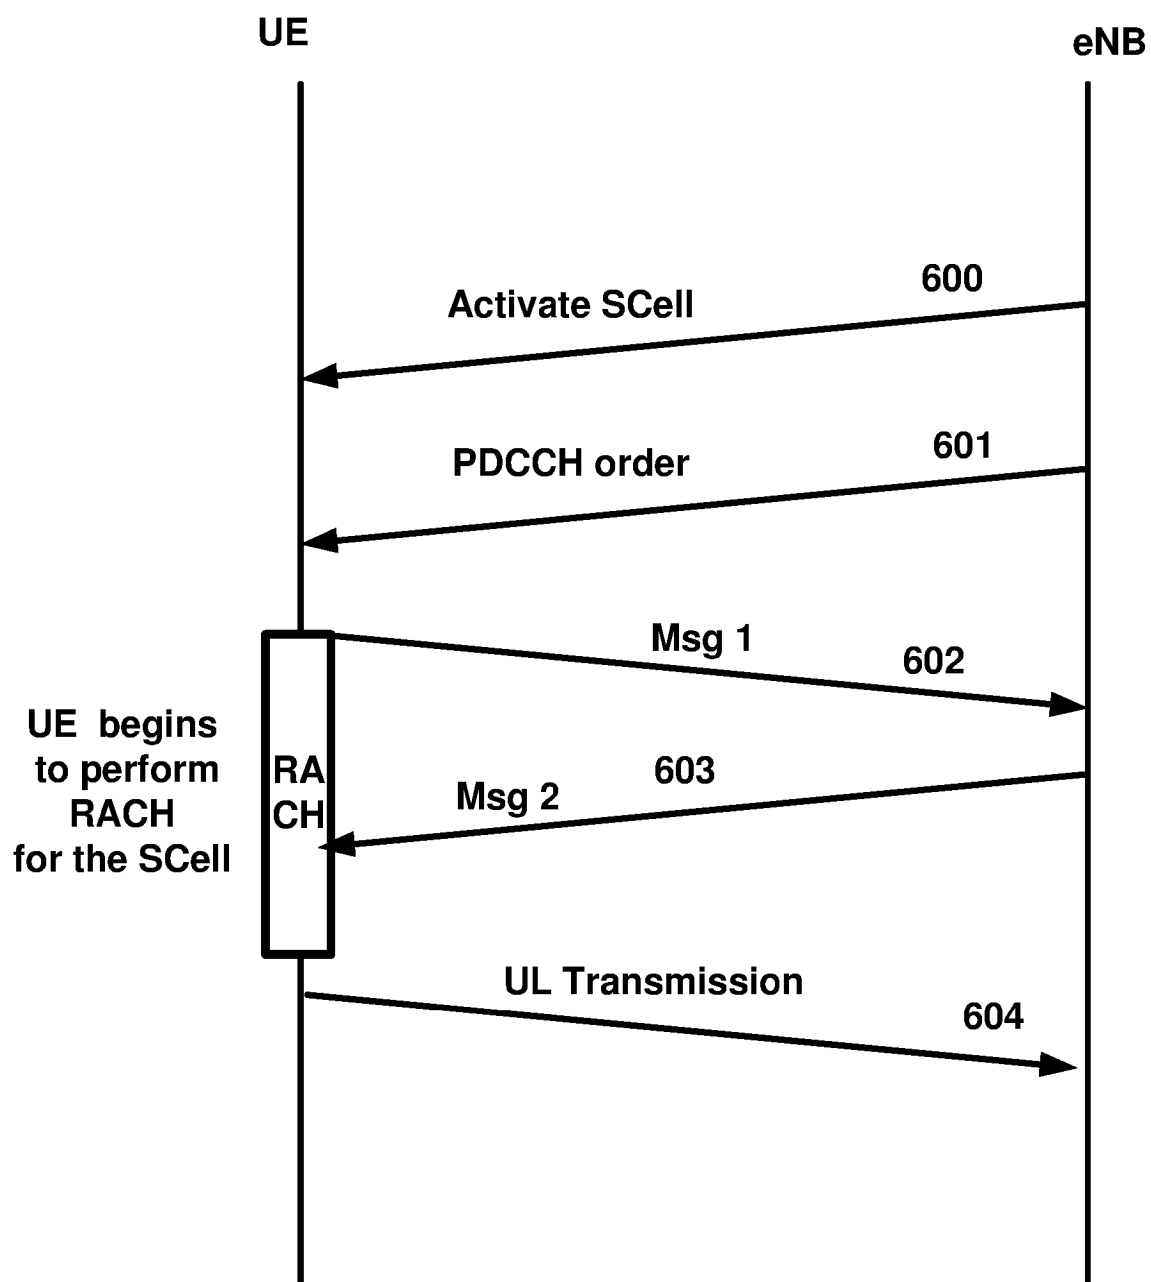 UE
eNB
600
Activate SCell
601
PDCCH order
Msg 1
602
UE begins
to perform
RACH
for the SCell
RA
CH
603
Msg 2
UL Transmission
604